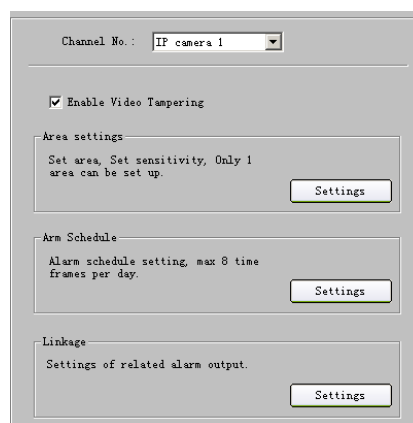 Channel No.: IP camera 1
Enable Video Tampering
Area settings
Set area, Set sensitivity, Only 1
area can be set up.
Settings
Arm Schedule
Alarm schedule setting, max 8 time
frames per day.
Settings
Linkage
Settings of related alarm output.
Settings